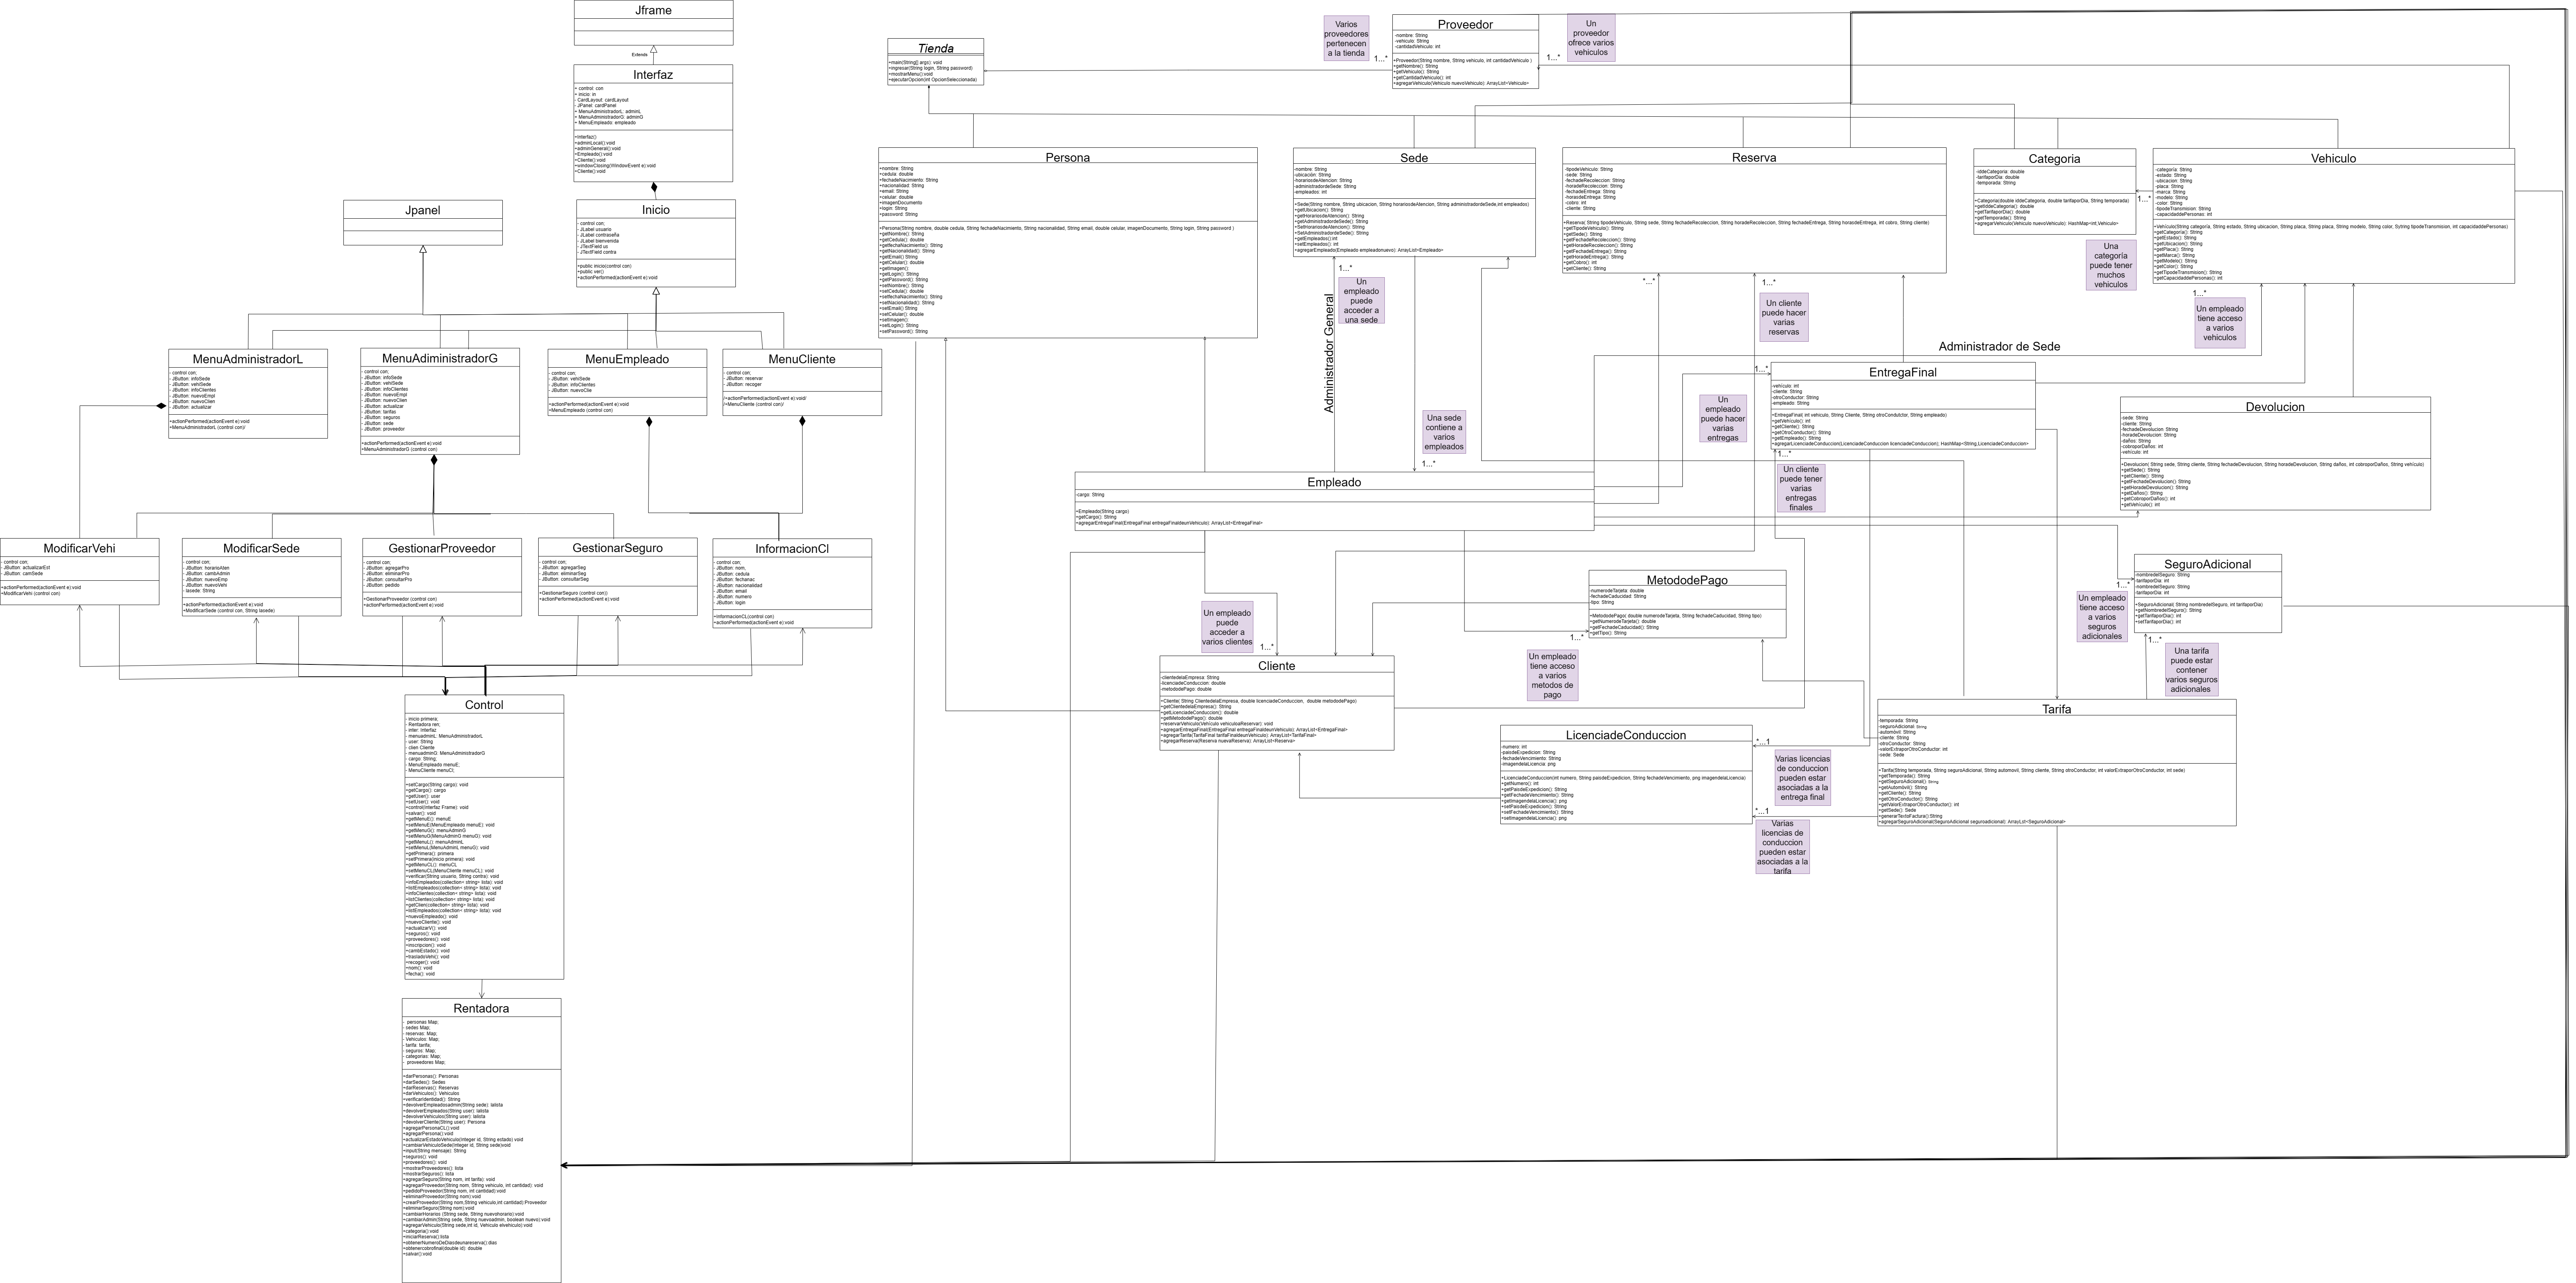 Jframe
Extends
Interfaz
+ control :con
+ inicio: in
- CardLayout: cardLayout
- JPanel: cardPanel
+ MenuAdministradorL: adminL
+ MenuAdministradorG: adminG
+ MenuEmpleado: empleado
+Interfaz()
+adminLocal():void
+adminGeneral():void
+Empleado():void
+Cliente():void
+windowClosing(WindowEvent e):void
+Cliente():void
Jpanel
Inicio
- control con;
- JLabel usuario
- JLabel contraseña
- JLabel bienvenida
- JTextField us
- JTextField contra
+public inicio(control con)
+public ver()
+actionPerformed(actionEvent e):void
MenuAdministradorL
- control con;
- JButton: infoSede
- JButton: vehiSede
- JButton: infoClientes
- JButton: nuevoEmpl
- JButton: nuevoClien
- JButton: actualizar
+actionPerformed(actionEvent e):void
+MenuAdministradorL (control con)/
MenuAdiministradorG
- control con;
- JButton: infoSede
- JButton: vehiSede
- JButton: infoClientes
- JButton: nuevoEmpl
- JButton: nuevoClien
- JButton: actualizar
- JButton: tarifas
- JButton: seguros
- JButton: sede
- JButton: proveedor
+actionPerformed(actionEvent e):void
+MenuAdministradorG (control con)
MenuEmpleado
- control con;
- JButton: vehiSede
- JButton: infoClientes
- JButton: nuevoClie
+actionPerformed(actionEvent e):void
+MenuEmpleado (control con)
MenuCliente
- control con;
- JButton: reservar
- JButton: recoger
/+actionPerformed(actionEvent e):void/
/+MenuCliente (control con)/
ModificarVehi
- control con;
- JButton: actualizarEst
- JButton: camSede
+actionPerformed(actionEvent e):void
+ModificarVehi (control con)
ModificarSede
- control con;
- JButton: horarioAten
- JButton: cambAdmin
- JButton: nuevoEmp
- JButton: nuevoVehi
- String: lasede
+actionPerformed(actionEvent e):void
+ModificarSede (control con, String lasede)
GestionarProveedor
- control con;
- JButton: agregarPro
- JButton: eliminarPro
- JButton: consultarPro
- JButton: pedido
+GestionarProveedor (control con)
+actionPerformed(actionEvent e):void
GestionarSeguro
- control con;
- JButton: agregarSeg
- JButton: eliminarSeg
- JButton: consultarSeg
+GestionarSeguro (control con))
+actionPerformed(actionEvent e):void
InformacionCl
- control con;
- JButton: nom;
- JButton: cedula
- JButton: fechanac
- JButton: nacionalidad
- JButton: email
- JButton: numero
- JButton: login
+InformacionCL(control con)
+actionPerformed(actionEvent e):void
Control
- inicio primera;
- Rentadora ren;
- inter: Interfaz
- menuadminL: MenuAdministradorL
- user: String
- clien Cliente
- menuadminG: MenuAdministradorG
- cargo: String;
- MenuEmpleado menuE;
- MenuCliente menuCl;
+setCargo(String cargo): void
+getCargo(): cargo
+getUser(): user
+setUser(): void
+control(Interfaz Frame): void
+salvar(): void
+getMenuE(): menuE
+setMenuE(MenuEmpleado menuE): void
+getMenuG(): menuAdminG
+setMenuG(MenuAdminG menuG): void
+getMenuL(): menuAdminL
+setMenuL(MenuAdminL menuG): void
+getPrimera(): primera
+setPrimera(inicio primera): void
+getMenuCL(): menuCL
+setMenuCL(MenuCliente menuCL): void
+verificar(String usuario, String contra): void
+infoEmpleados(collection< string> lista): void
+listEmpleados(collection< string> lista): void
+infoClientes(collection< string> lista): void
+listClientes(collection< string> lista): void
+getClien(collection< string> lista): void
+listEmpleados(collection< string> lista): void
+nuevoEmpleado(): void
+nuevoCliente(): void
+actualizarV(): void
+seguros(): void
+proveedores(): void
+inscripcion(): void
+cambEstado(): void
+trasladoVehi(): void
+recoger(): void
+nom(): void
+fecha(): void
Rentadora
- personas Map;
- sedes Map;
- reservas: Map;
- Vehiculos: Map;
- tarifa: tarifa;
- seguros: Map;
- categorias: Map;
- proveedores Map;
+darPersonas(): Personas
+darSedes(): Sedes
+darReservas(): Reservas
+darVehiculos(): Vehiculos
+verificarIdentidad(): String
+devolverEmpleadosadmin(String sede): lalista
+devolverEmpleados(String user): lalista
+devolverVehiculos(String user): lalista
+devolverCliente(String user): Persona
+agregarPersonaCL():void
+agregarPersona():void
+actualizarEstadoVehiculo(Integer id, String estado):void
+cambiarVehiculoSede(Integer id, String sede)void
+input(String mensaje): String
+seguros(): void
+proveedores(): void
+mostrarProveedores(): lista
+mostrarSeguros(): lista
+agregarSeguro(String nom, int tarifa): void
+agregarProveedor(String nom, String vehiculo, int cantidad): void
+pedidoProveedor(String nom, int cantidad):void
+eliminarProveedor(String nom):void
+crearProveedor(String nom,String vehiculo,int cantidad):Proveedor
+eliminarSeguro(String nom):void
+cambiarHorarios (String sede, String nuevohorario):void
+cambiarAdmin(String sede, String nuevoadmin, boolean nuevo):void
+agregarVehiculo(String sede,int id, Vehiculo elvehiculo):void
+categoria():void
+iniciarReserva():lista
+obtenerNumeroDeDiasdeunareserva():dias
+obtenercobrofinal(double id): double
+salvar():void
Tienda
+main(String[] args): void
+ingresar(String login, String password)
+mostrarMenu():void
+ejecutarOpcion(int OpcionSeleccionada)
Varios
proveedores
pertenecen
a la tienda
1...*
Proveedor
-nombre: String
-vehiculo: String
-cantidadVehiculo: int
+Proveedor(String nombre, String vehiculo, int cantidadVehiculo )
+getNombre(): String
+getVehiculo(): String
+getCantidadVehiculo(): int
+agregarVehiculo(Vehiculo nuevoVehiculo): ArrayList<Vehiculo>
1...*
Un
proveedor
ofrece varios
vehiculos
Persona
+nombre: String
+cedula: double
+fechadeNacimiento: String
+nacionalidad: String
+email: String
+celular: double
+imagenDocumento
+login: String
+password: String
+Persona(String nombre, double cedula, String fechadeNacimiento, String nacionalidad, String email, double celular, imagenDocumento, String login, String password )
+getNombre(): String
+getCedula(): double
+getfechaNacimiento(): String
+getNacionalidad(): String
+getEmail() String
+getCelular(): double
+getImagen()
+getLogin(): String
+getPassword(): String
+setNombre(): String
+setCedula(): double
+setfechaNacimiento(): String
+setNacionalidad(): String
+setEmail() String
+setCelular(): double
+setImagen()
+setLogin(): String
+setPassword(): String
Sede
-nombre: String
-ubicación: String
-horariosdeAtencion: String
-administradordeSede: String
-empleados: int
+Sede(String nombre, String ubicacion, String horariosdeAtencion, String administradordeSede,int empleados)
+getUbicacion(): String
+getHorariosdeAtención(): String
+getAdministradordeSede(): String
+SetHorariosdeAtencion(): String
+SetAdministradordeSede(): String
+getEmpleados():int
+setEmpleados(): int
+agregarEmpleado(Empleado empleadonuevo): ArrayList<Empleado>
Reserva
-tipodeVehiculo: String
-sede: String
-fechadeRecoleccion: String
-horadeRecoleccion: String
-fechadeEntrega: String
-horasdeEntrega: String
-cobro: int
-cliente: String
+Reserva( String tipodeVehiculo, String sede, String fechadeRecoleccion, String horadeRecoleccion, String fechadeEntrega, String horasdeEntrega, int cobro, String cliente)
+getTipodeVehiculo(): String
+getSede(): String
+getFechadeRecolección(): String
+getHoradeRecoleccion(): String
+getFechadeEntrega(): String
+getHoradeEntrega(): String
+getCobro(): int
+getCliente(): String
Categoria
-iddeCategoria: double
-tarifaporDia: double
-temporada: String
+Categoria(double iddeCategoria, double tarifaporDia, String temporada)
+getIddeCategoria(): double
+getTarifaporDia(): double
+getTemporada(): String
+agregarVehiculo(Vehiculo nuevoVehiculo): HashMap<int,Vehiculo>
Una
categoría
puede tener
muchos
vehiculos
1...*
Vehiculo
-categoría: String
-estado: String
-ubicacion: String
-placa: String
-marca: String
-modelo: String
-color: String
-tipodeTransmision: String
-capacidaddePersonas: int
+Vehiculo(String categoría, String estado, String ubicacion, String placa, String placa, String modelo, String color, Sytring tipodeTransmision, int capacidaddePersonas)
+getCategoría(): String
+getEstado(): String
+getUbicacion(): String
+getPlaca(): String
+getMarca(): String
+getModelo(): String
+getColor(): String
+getTipodeTransmision(): String
+getCapacidaddePersonas(): int
1...*
Un empleado
tiene acceso
a varios
vehiculos
1...*
Un
empleado
puede
acceder a
una sede
Administrador General
*...*
1...*
Un cliente
puede hacer
varias
reservas
Administrador de Sede
Una sede
contiene a
varios
empleados
1...*
Un
empleado
puede hacer
varias
entregas
1...*
EntregaFinal
-vehículo: int
-cliente: String
-otroConductor: String
-empleado: String
+EntregaFinal( int vehiculo, String Cliente, String otroCondutctor, String empleado)
+getVehículo(): int
+getCliente(): String
+getOtroConductor(): String
+getEmpleado(): String
+agregarLicenciadeConduccion(LicenciadeConduccion licenciadeConduccion); HashMap<String,LicenciadeConduccion>
1...*
Un cliente
puede tener
varias
entregas
finales
Devolucion
-sede: String
-cliente: String
-fechadeDevolucion: String
-horadeDevolucion: String
-daños: String
-cobroporDaños: int
-vehículo: int
+Devolucion( String sede, String cliente, String fechadeDevolucion, String horadeDevolucion, String daños, int cobroporDaños, String vehículo)
+getSede(): String
+getCliente(): String
+getFechadeDevolucion(): String
+getHoradeDevolucion(): String
+getDaños(): String
+getCobroporDaños(): int
+getVehículo(): int
Empleado
-cargo: String
+Empleado(String cargo)
+getCargo(): String
+agregarEntregaFinal(EntregaFinal entregaFinaldeunVehiculo): ArrayList<EntregaFinal>
MetododePago
-numerodeTarjeta: double
-fechadeCaducidad: String
-tipo: String
+MetododePago( double numerodeTarjeta, String fechadeCaducidad, String tipo)
+getNumerodeTarjeta(): double
+getFechadeCaducidad(): String
+getTipo(): String
1...*
Un empleado
tiene acceso
a varios
metodos de
pago
SeguroAdicional
-nombredelSeguro: String
-tarifaporDia: int
-nombredelSeguro: String
-tarifaporDia: int
+SeguroAdicional( String nombredelSeguro, int tarifaporDia)
+getNombredelSeguro(): String
+getTarifaporDia(): int
+setTarifaporDia(): int
1...*
Un empleado
tiene acceso
a varios
seguros
adicionales
1...*
Una tarifa
puede estar
contener
varios seguros
adicionales
Un empleado
puede
acceder a
varios clientes
1...*
Cliente
-clientedelaEmpresa: String
-licenciadeConduccion: double
-metododePago: double
+Cliente( String ClientedelaEmpresa, double licenciadeConduccion, double metododePago)
+getClientedelaEmpresa(): String
+getLicenciadeConduccion(): double
+getMetododePago(): double
+reservarVehiculo(Vehículo vehiculoaReservar): void
+agregarEntregaFinal(EntregaFinal entregaFinaldeunVehiculo): ArrayList<EntregaFinal>
+agregarTarifa(TarifaFinal tarifaFinaldeunVehiculo): ArrayList<TarifaFinal>
+agregarReserva(Reserva nuevaReserva): ArrayList<Reserva>
LicenciadeConduccion
-numero: int
-paisdeExpedicion: String
-fechadeVencimiento: String
-imagendelaLicencia: png
+LicenciadeConduccion(int numero, String paisdeExpedicion, String fechadeVencimiento, png imagendelaLicencia)
+getNumero(): int
+getPaisdeExpedicion(): String
+getFechadeVencimiento(): String
+getImagendelaLicencia(): png
+setPaisdeExpedicion(): String
+setFechadeVencimiento(): String
+setImagendelaLicencia(): png
*...1
Varias licencias
de conduccion
pueden estar
asociadas a la
entrega final
*...1
Varias
licencias de
conduccion
pueden estar
asociadas a la
tarifa
Tarifa
-temporada: String
-seguroAdicional: String
-automóvil: String
-cliente: String
-otroConductor: String
-valorExtraporOtroConductor: int
-sede: Sede
+Tarifa(String temporada, String seguroAdicional, String automovil, String cliente, String otroConductor, int valorExtraporOtroConductor, int sede)
+getTemporada(): String
+getSeguroAdicional(): String
+getAutomóvil(): String
+getCliente(): String
+getOtroConductor(): String
+getValorExtraporOtroConductor(): int
+getSede(): Sede
+generarTextoFactura():String
+agregarSeguroAdicional(SeguroAdicional seguroadicional): ArrayList<SeguroAdicional>